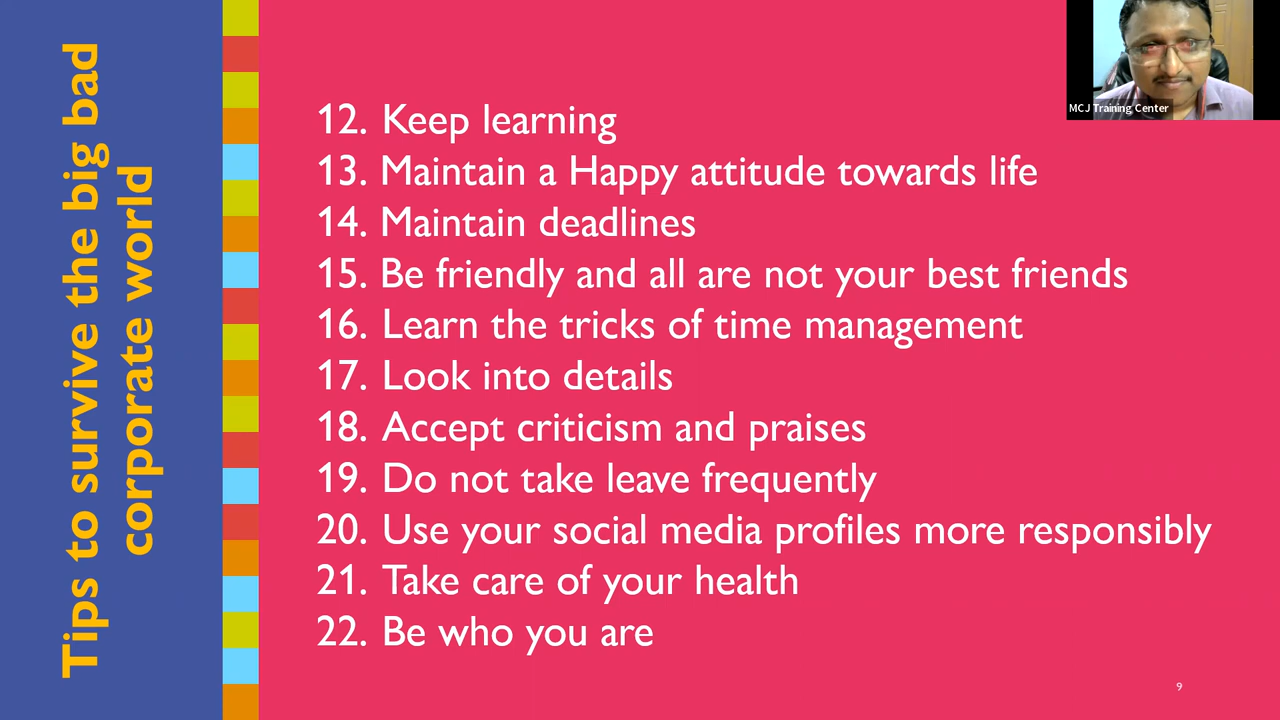 Tips to survive the big bad
corporate world
12. Keep learning
13. Maintain a Happy attitude towards life
14. Maintain deadlines
15. Be friendly and all are not your best friends
16. Learn the tricks of time management
17. Look into details
18. Accept criticism and praises
19. Do not take leave frequently
20. Use your social media profiles more responsibly
21. Take care of your health
22. Be who you are
MCJ Training Center
9